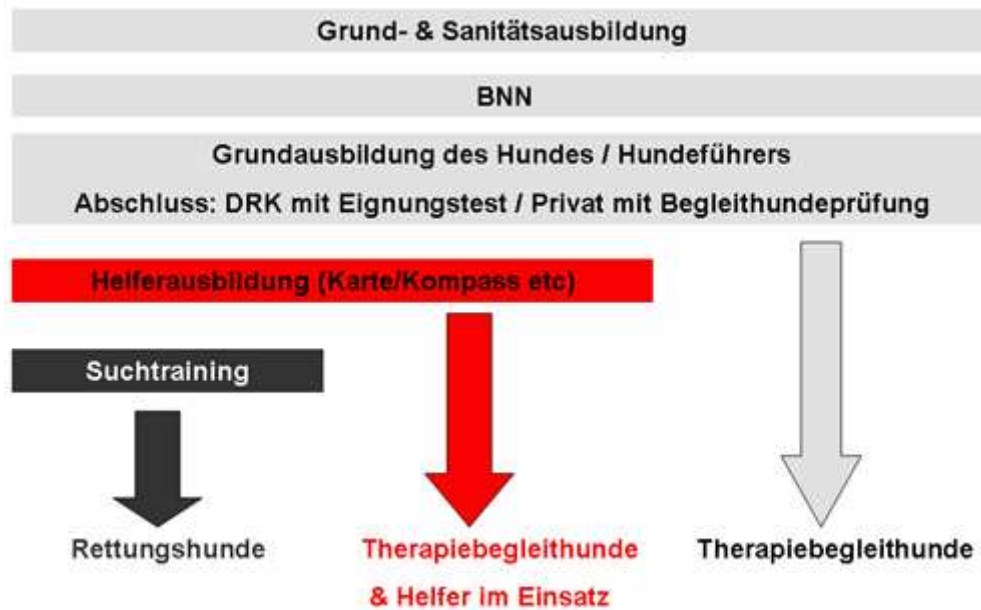 Grund- & Sanitätsausbildung
BNN
Grundausbildung des Hundes / Hundeführers
Abschluss: DRK mit Eignungstest / Privat mit Begleithundeprüfung
Helferausbildung (Karte/Kompass etc)
Suchtraining
Rettungshunde
Therapiebegleithunde
& Helfer im Einsatz
Therapiebegleithunde